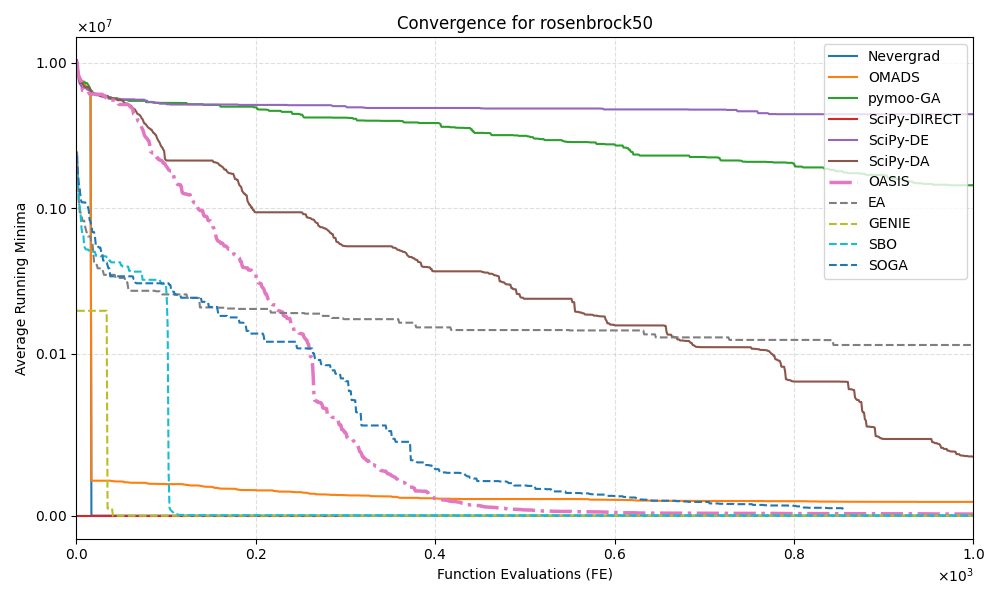 Convergence for rosenbrock50
×10⁷
1.00
0.10
0.01
0.00
Average Running Minima
0.0
0.2
0.4
0.6
0.8
1.0
Function Evaluations (FE)
×10³
Nevergrad
OMADS
pymoo-GA
SciPy-DIRECT
SciPy-DE
SciPy-DA
OASIS
EA
GENIE
SBO
SOGA